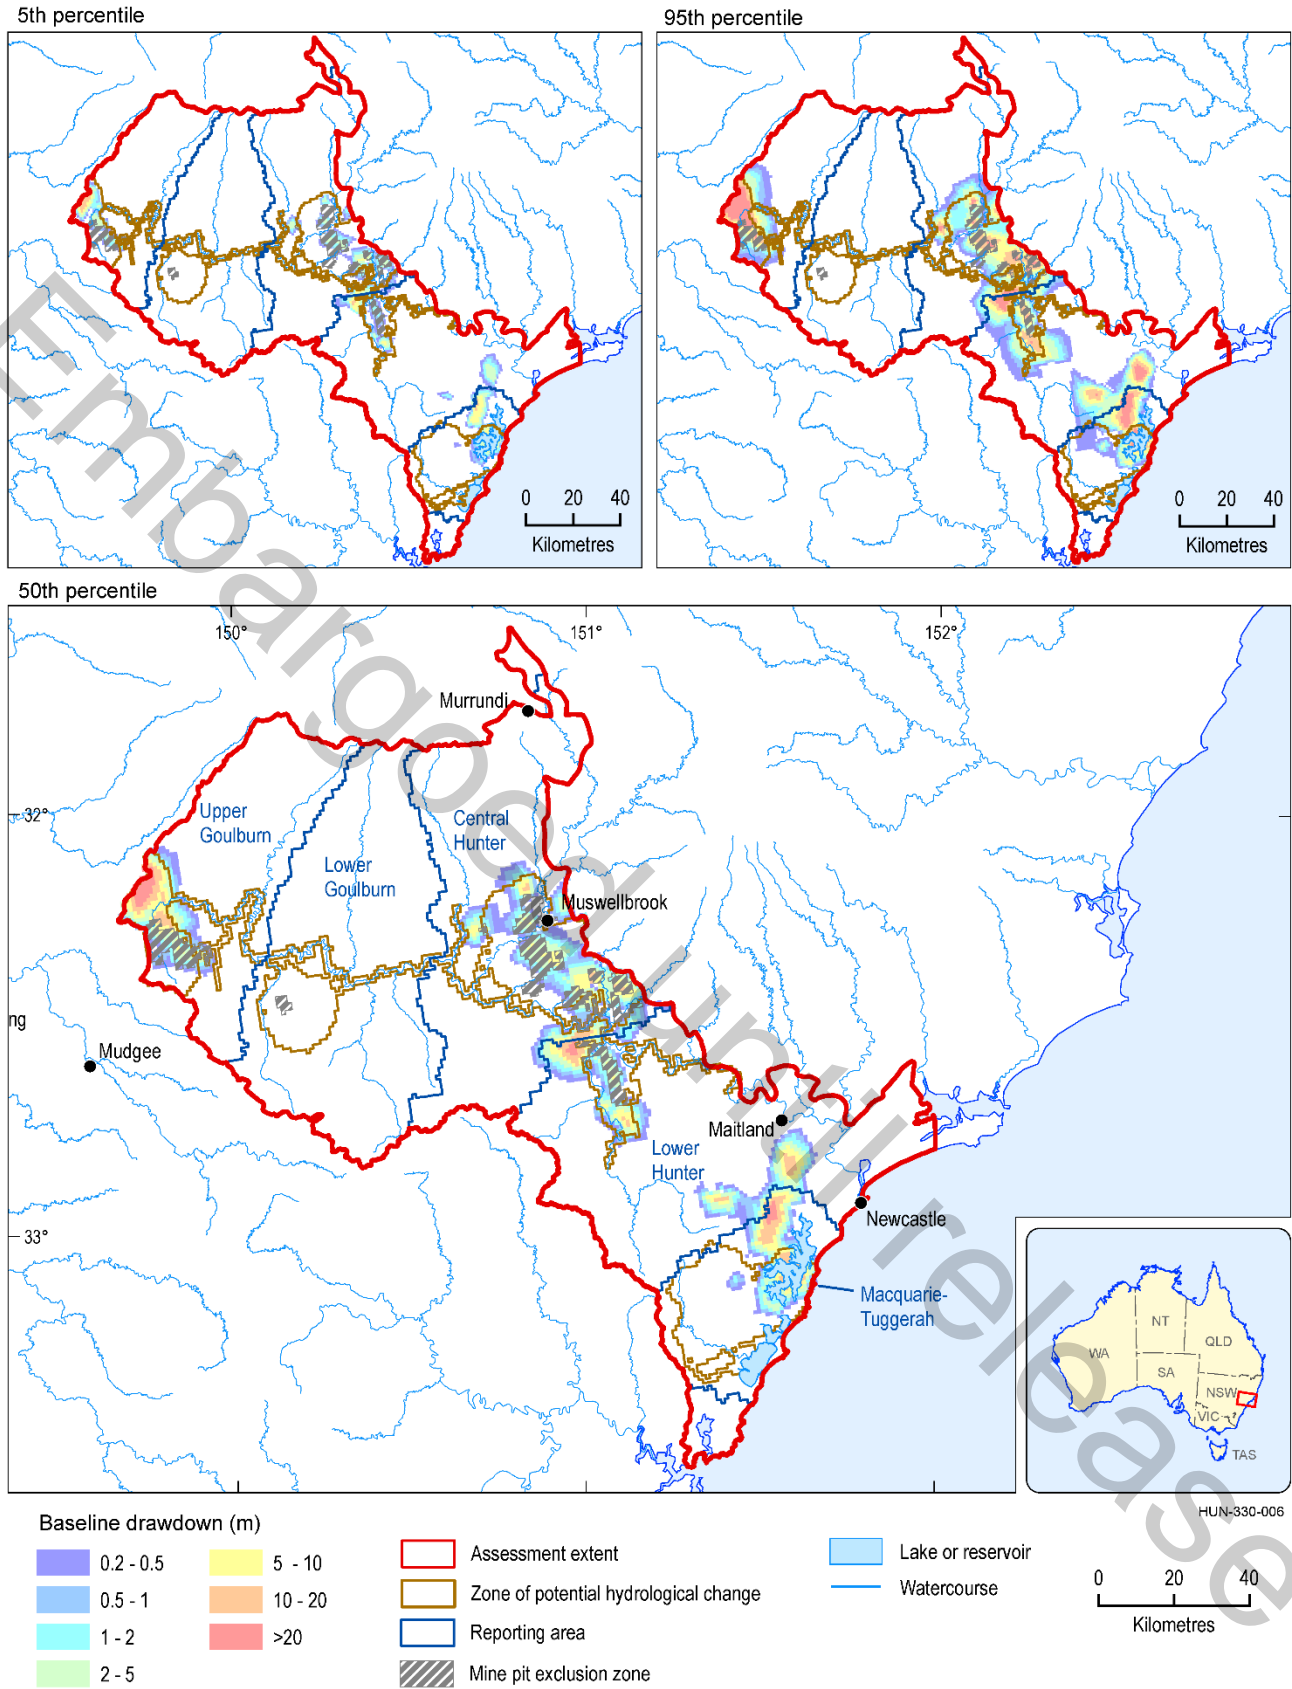 5th percentile
95th percentile
0 20 40
Kilometres
0 20 40
Kilometres
50th percentile
150°
151°
152°
Murrundi
32°
Upper
Goulburn
Central
Hunter
Lower
Goulburn
Muswellbrook
ng
Mudgee
Maitland
Lower
Hunter
Newcastle
33°
Macquarie-
Tuggerah
NT
QLD
WA
SA
NSW
VIC
TAS
HUN-330-006
Embargoed until release
Baseline drawdown (m)
0.2 - 0.5
0.5 - 1
1 - 2
2 - 5
5 - 10
10 - 20
>20
Assessment extent
Zone of potential hydrological change
Reporting area
Mine pit exclusion zone
Lake or reservoir
Watercourse
0 20 40
Kilometres